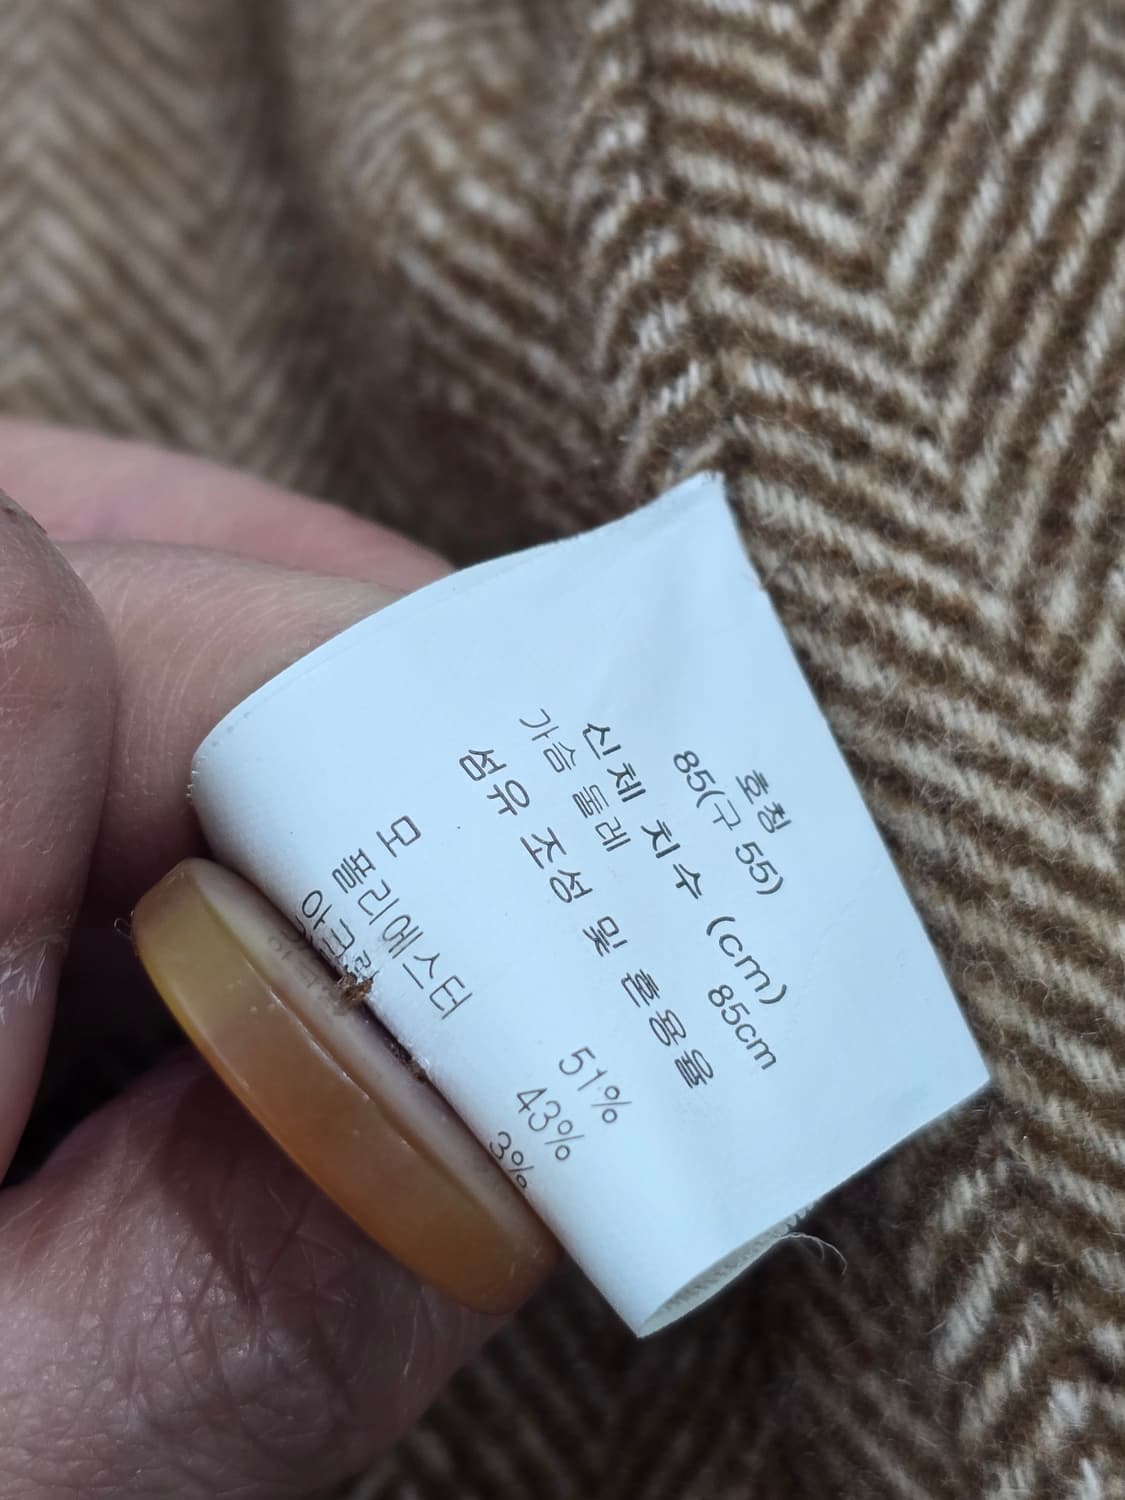 호칭
85(구 55)
신체 치수 (cm)
가슴 둘레 85cm
섬유 조성 및 혼용율
모 51%
폴리에스터 43%
3%